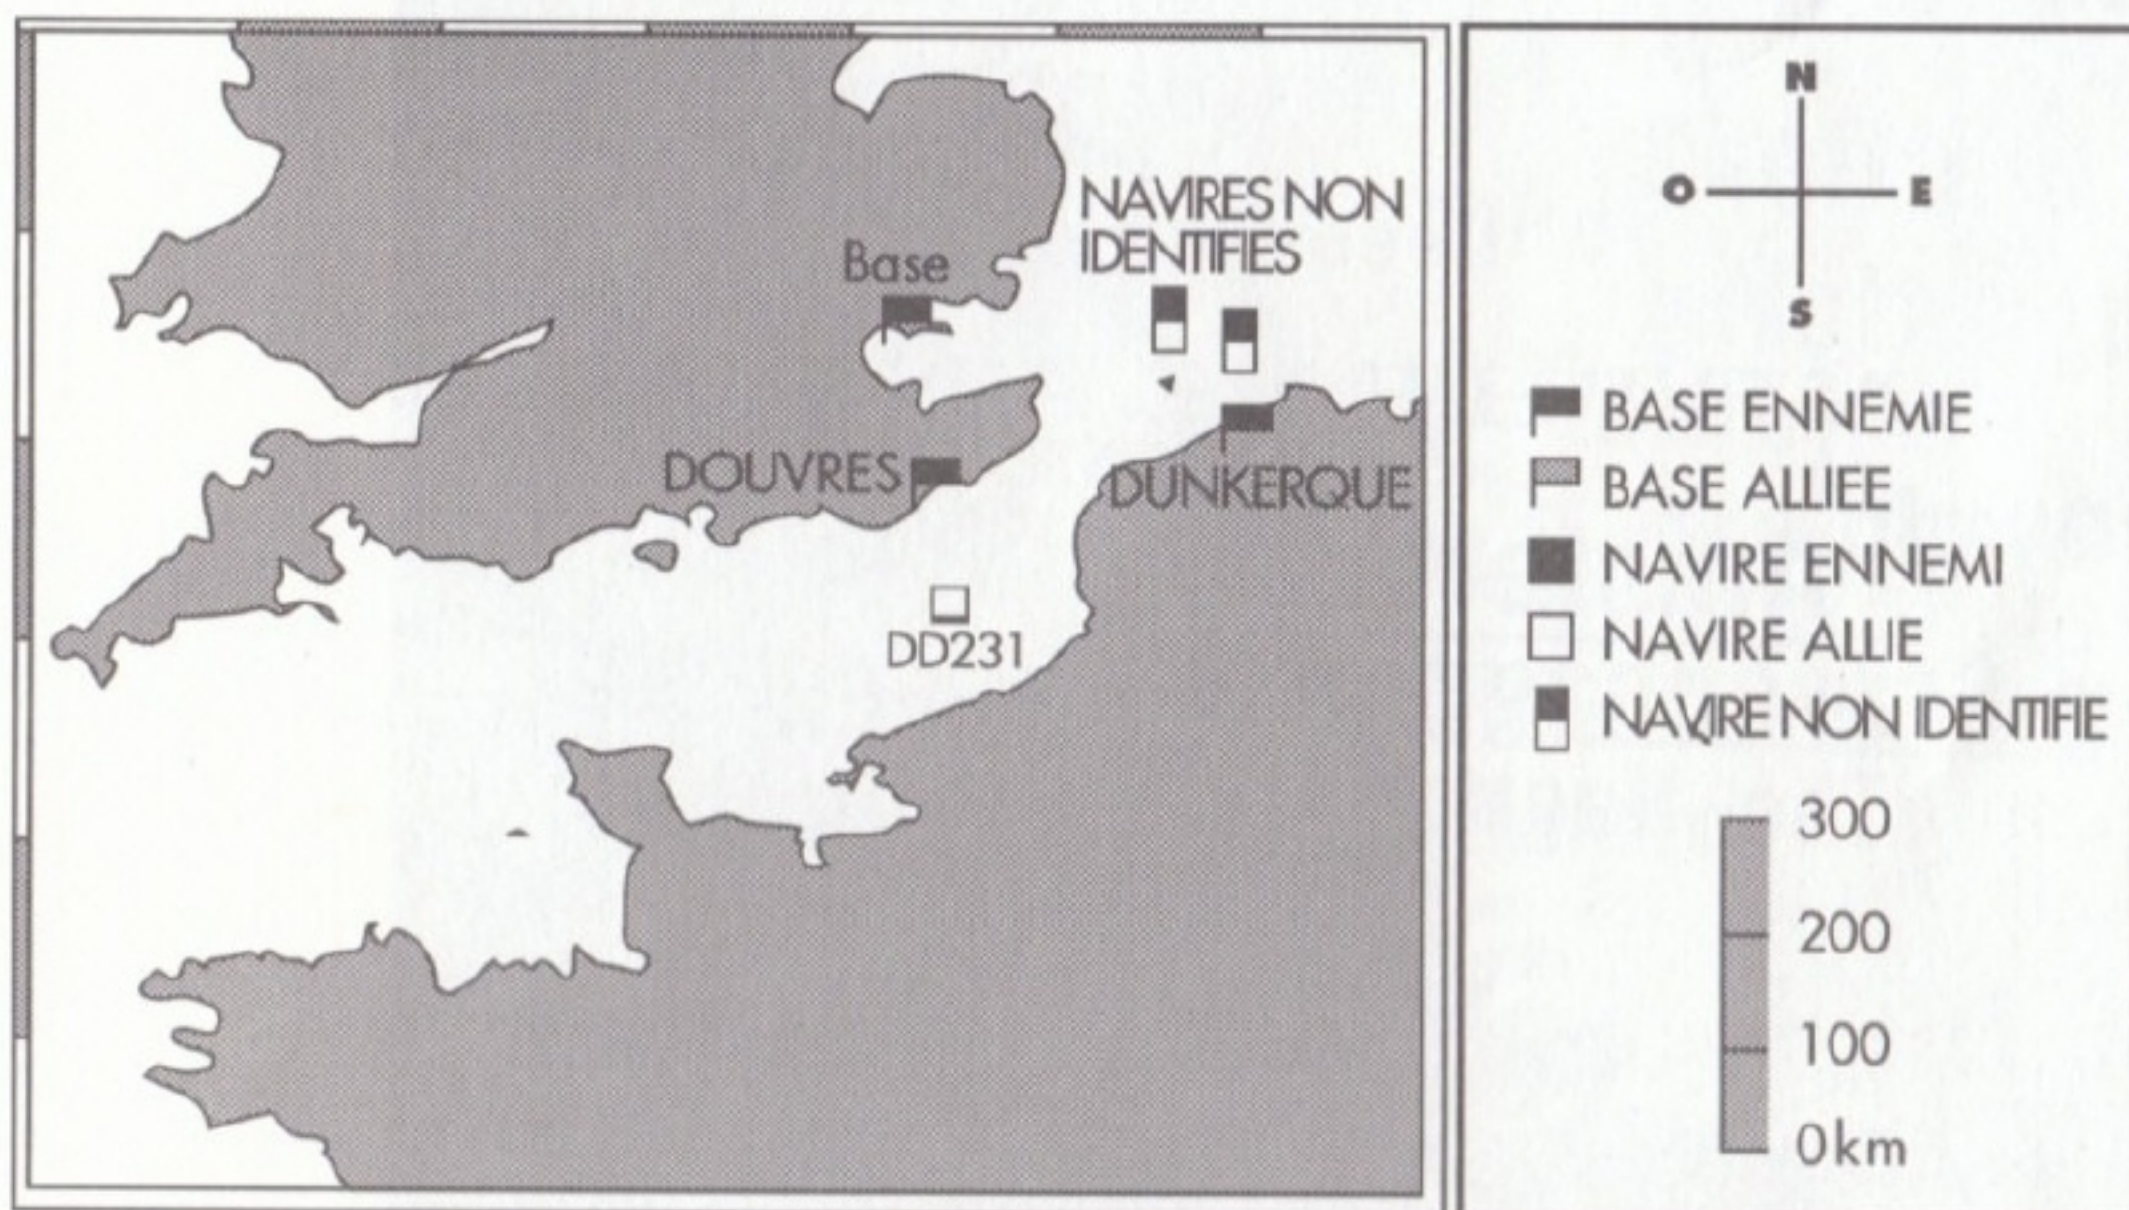 NAVIRES NON
IDENTIFIES
Base
DOUVRES
DUNKERQUE
DD231
N
O
E
S
BASE ENNEMIE
BASE ALLIEE
NAVIRE ENNEMI
NAVIRE ALLIE
NAVIRE NON IDENTIFIE
300
200
100
0km